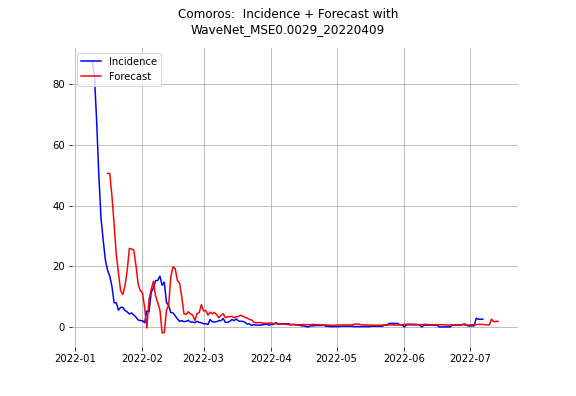 Comoros:  Incidence + Forecast with
WaveNet_MSE0.0029_20220409
Incidence
Forecast
80
60
40
20
0
2022-01 2022-02 2022-03 2022-04 2022-05 2022-06 2022-07